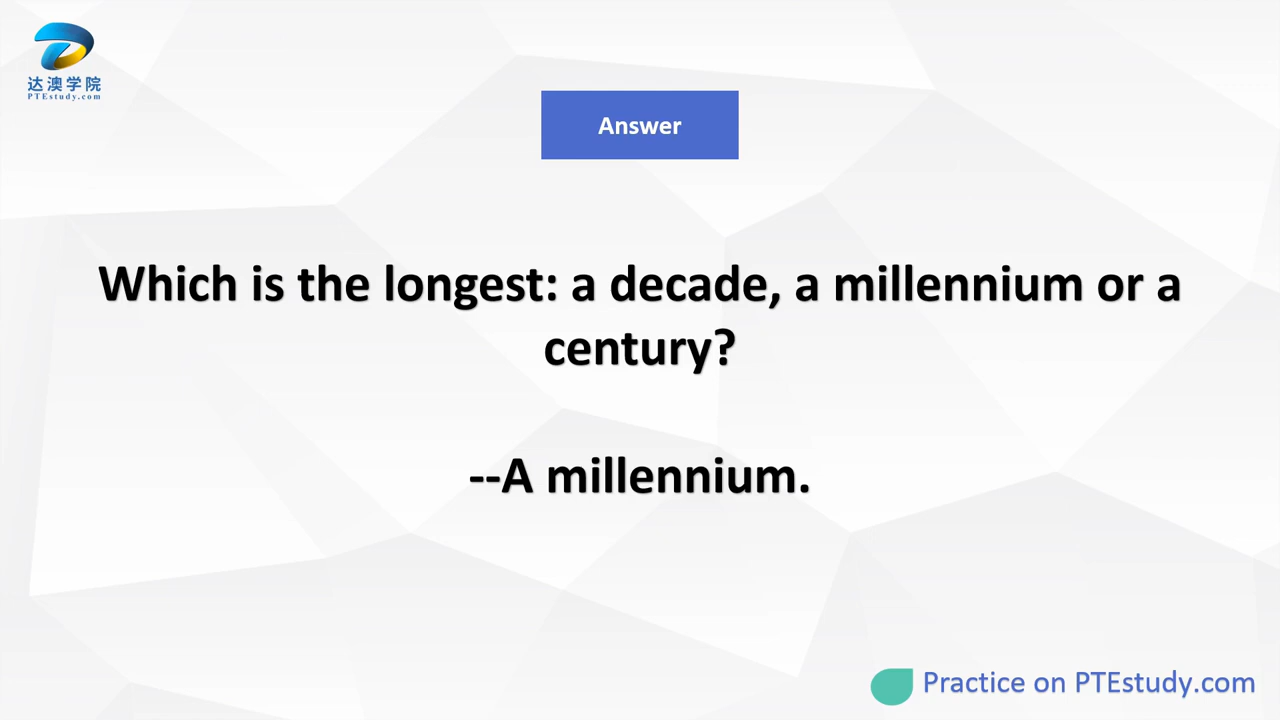 达澳学院
PTEstudy.com
Answer
Which is the longest: a decade, a millennium or a
century?
--A millennium.
Practice on PTEstudy.com